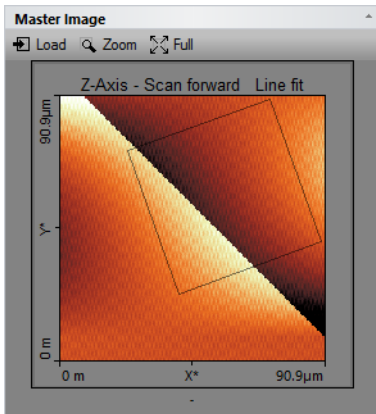 Master Image
Load Zoom Full
Z-Axis - Scan forward Line fit
90.9µm
Y*
0 m
0 m X* 90.9µm
-